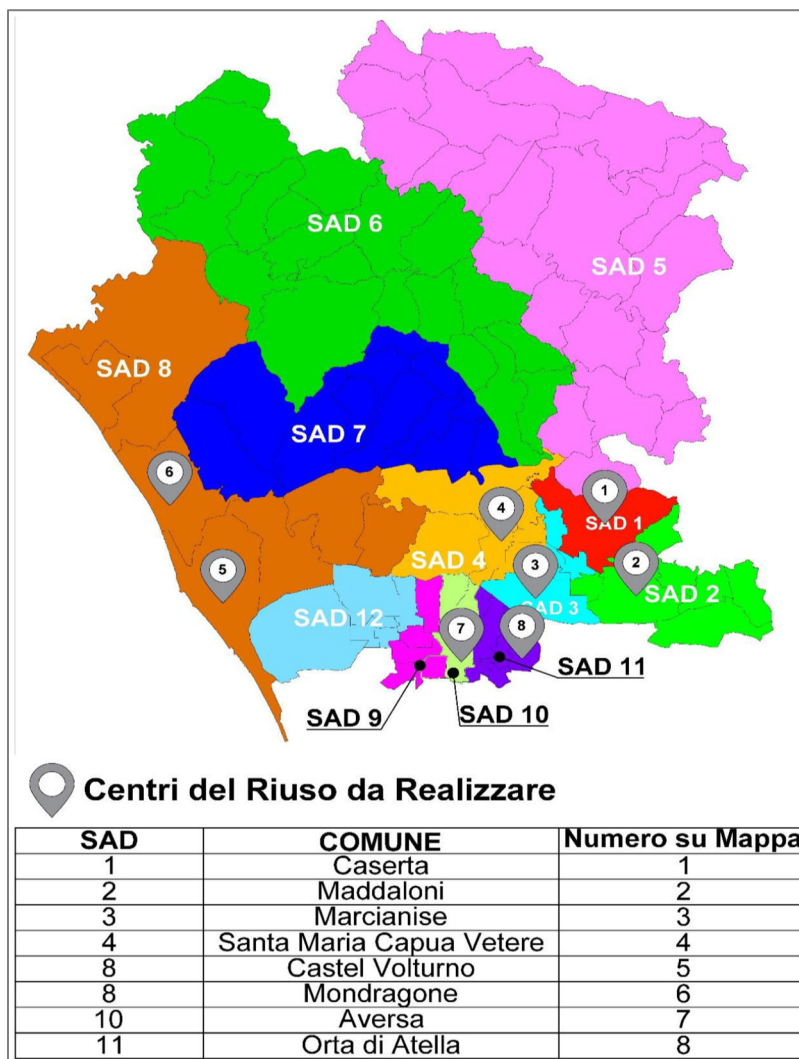 SAD 6
SAD 5
SAD 8
SAD 7
6
4
1
SAD 1
5
SAD 4
3
2
SAD 2
SAD 3
SAD 12
7
8
SAD 11
SAD 9
SAD 10
Centri del Riuso da Realizzare
SAD COMUNE Numero su Mappa
1 Caserta 1
2 Maddaloni 2
3 Marcianise 3
4 Santa Maria Capua Vetere 4
8 Castel Volturno 5
8 Mondragone 6
10 Aversa 7
11 Orta di Atella 8